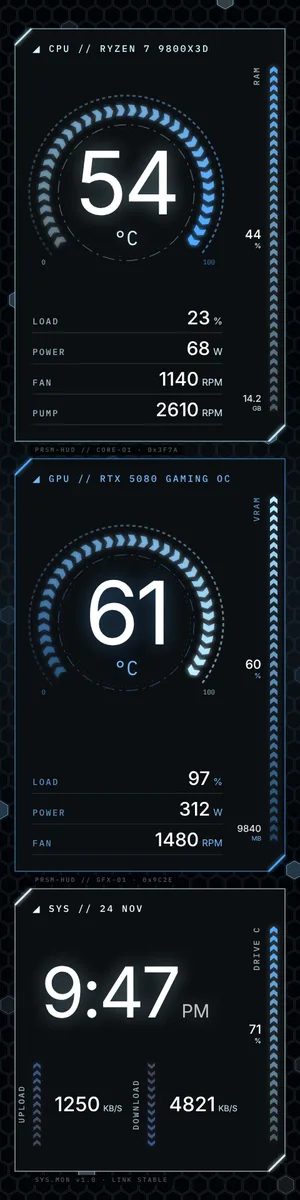 CPU // RYZEN 7 9800X3D
RAM
54
°C
0
100
44
%
LOAD 23 %
POWER 68 W
FAN 1140 RPM
14.2
GB
PUMP 2610 RPM
PRSM-HUD // CORE-01 · 0x3F7A
GPU // RTX 5080 GAMING OC
VRAM
61
°C
0
100
60
%
LOAD 97 %
POWER 312 W
9840
MB
FAN 1480 RPM
PRSM-HUD // GFX-01 · 0x9C2E
SYS // 24 NOV
DRIVE C
9:47 PM
71
%
UPLOAD
1250 KB/S
DOWNLOAD
4821 KB/S
SYS.MON v1.0 · LINK STABLE